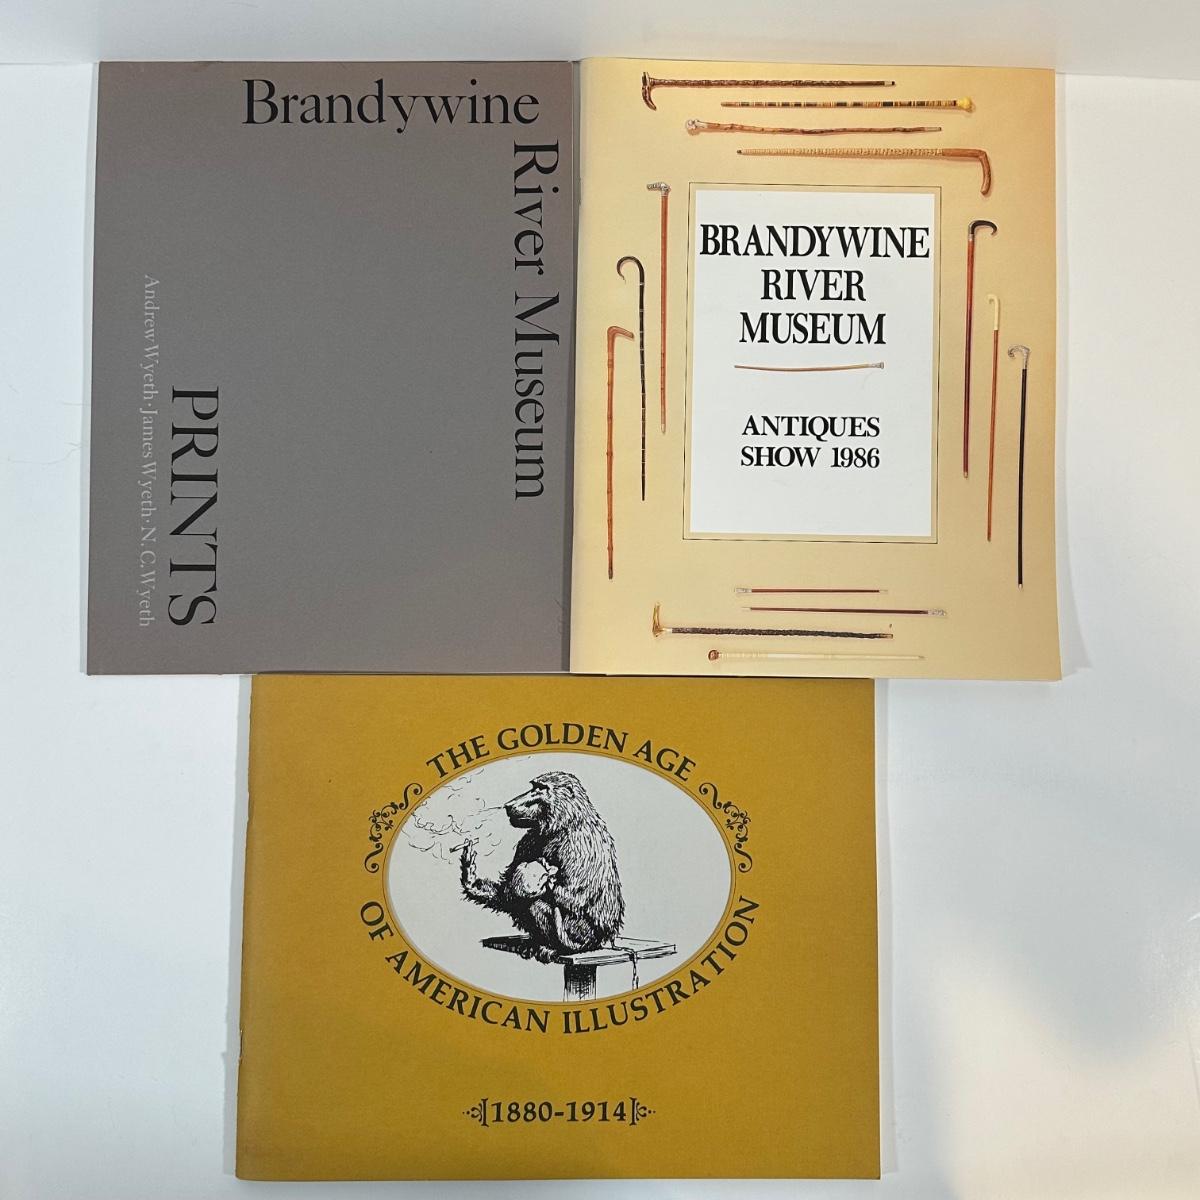 Brandywine
River Museum
PRINTS
Andrew Wyeth · James Wyeth · N. C. Wyeth
BRANDYWINE
RIVER
MUSEUM
ANTIQUES
SHOW 1986
THE GOLDEN AGE
OF AMERICAN ILLUSTRATION
[1880-1914]